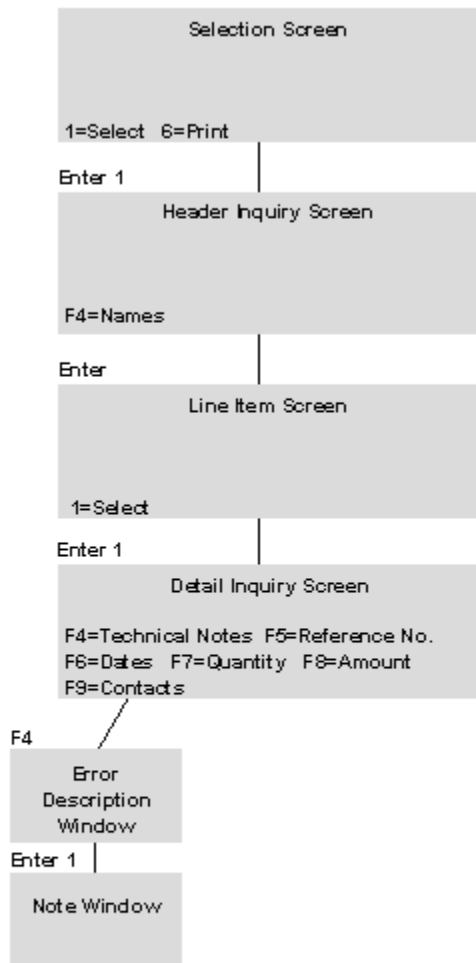 Selection Screen
1=Select 6=Print
Enter 1
Header Inquiry Screen
F4=Names
Enter
Line Item Screen
1=Select
Enter 1
Detail Inquiry Screen
F4=Technical Notes F5=Reference No.
F6=Dates F7=Quantity F8=Amount
F9=Contacts
F4
Error
Description
Window
Enter 1
Note Window